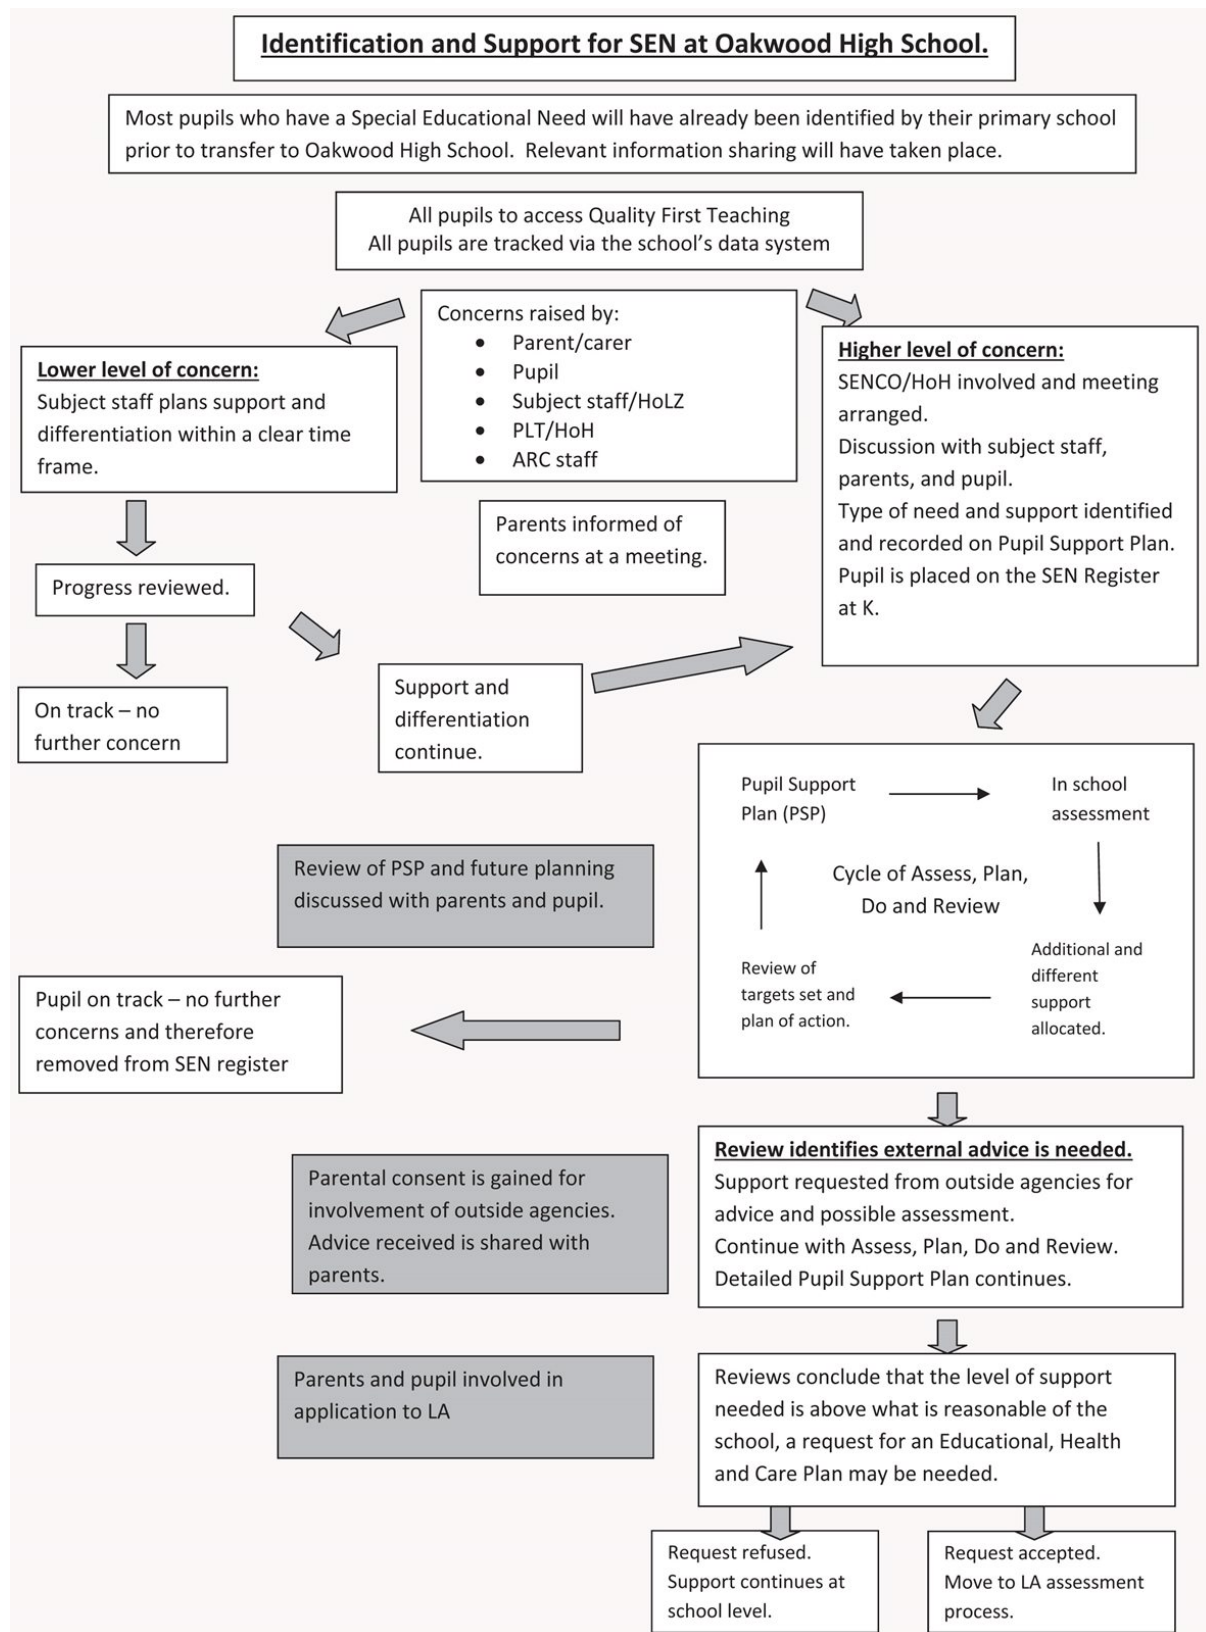 Identification and Support for SEN at Oakwood High School.
Most pupils who have a Special Educational Need will have already been identified by their primary school
prior to transfer to Oakwood High School.  Relevant information sharing will have taken place.
All pupils to access Quality First Teaching
All pupils are tracked via the school's data system
Concerns raised by:
• Parent/carer
• Pupil
• Subject staff/HoLZ
• PLT/HoH
• ARC staff
Lower level of concern:
Subject staff plans support and
differentiation within a clear time
frame.
Higher level of concern:
SENCO/HoH involved and meeting
arranged.
Discussion with subject staff,
parents, and pupil.
Type of need and support identified
and recorded on Pupil Support Plan.
Pupil is placed on the SEN Register
at K.
Parents informed of
concerns at a meeting.
Progress reviewed.
On track – no
further concern
Support and
differentiation
continue.
Pupil Support
Plan (PSP)
In school
assessment
Cycle of Assess, Plan,
Do and Review
Additional and
different
support
allocated.
Review of
targets set and
plan of action.
Review of PSP and future planning
discussed with parents and pupil.
Pupil on track – no further
concerns and therefore
removed from SEN register
Review identifies external advice is needed.
Support requested from outside agencies for
advice and possible assessment.
Continue with Assess, Plan, Do and Review.
Detailed Pupil Support Plan continues.
Parental consent is gained for
involvement of outside agencies.
Advice received is shared with
parents.
Parents and pupil involved in
application to LA
Reviews conclude that the level of support
needed is above what is reasonable of the
school, a request for an Educational, Health
and Care Plan may be needed.
Request refused.
Support continues at
school level.
Request accepted.
Move to LA assessment
process.